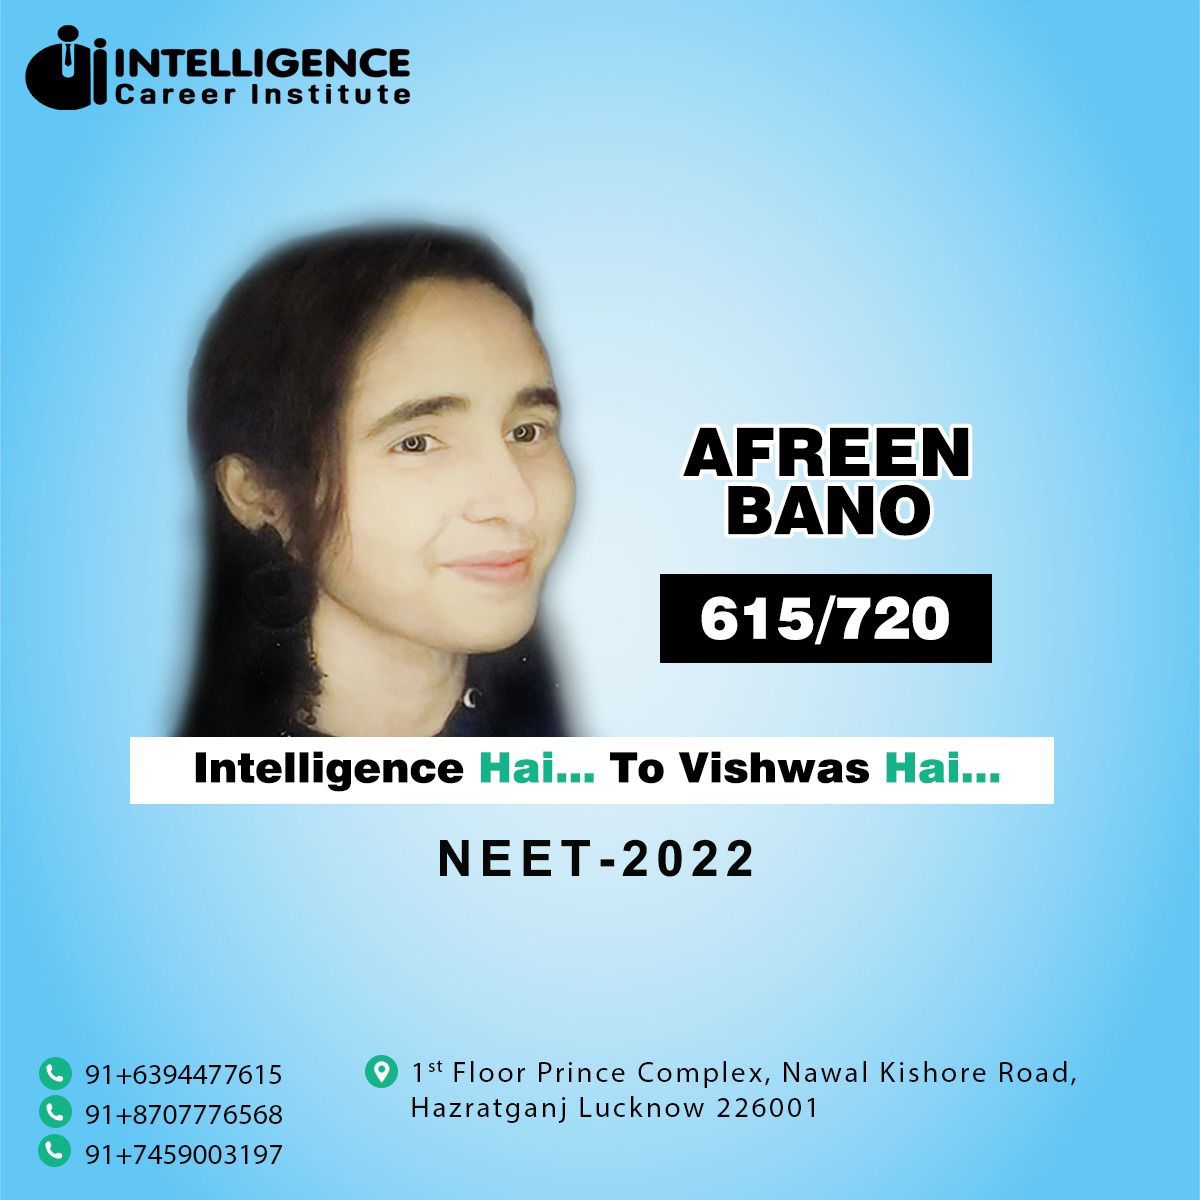 INTELLIGENCE
Career Institute
AFREEN
BANO
615/720
Intelligence Hai... To Vishwas Hai...
NEET-2022
91+6394477615
91+8707776568
91+7459003197
1st Floor Prince Complex, Nawal Kishore Road,
Hazratganj Lucknow 226001